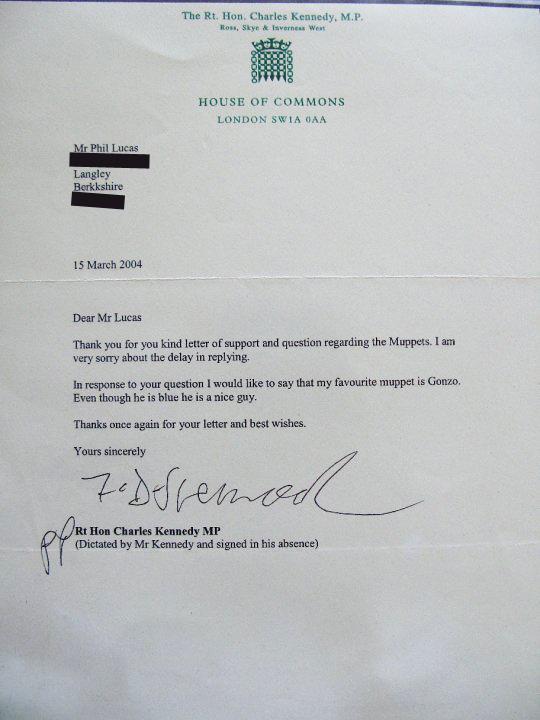 The Rt. Hon. Charles Kennedy, M.P.
Ross, Skye & Inverness West
HOUSE OF COMMONS
LONDON SW1A 0AA
Mr Phil Lucas
Langley
Berkkshire
15 March 2004
Dear Mr Lucas
Thank you for you kind letter of support and question regarding the Muppets. I am
very sorry about the delay in replying.
In response to your question I would like to say that my favourite muppet is Gonzo.
Even though he is blue he is a nice guy.
Thanks once again for your letter and best wishes.
Yours sincerely
pp Rt Hon Charles Kennedy MP
(Dictated by Mr Kennedy and signed in his absence)